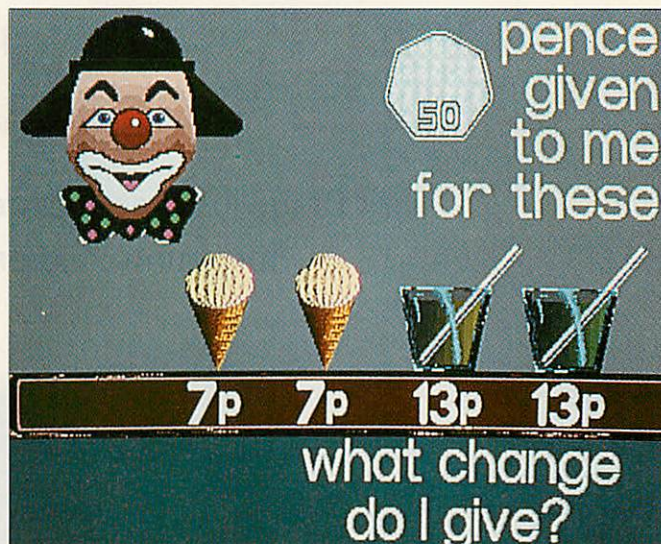 pence
50
given
to me
for these
7p 7p 13p 13p
what change
do I give?